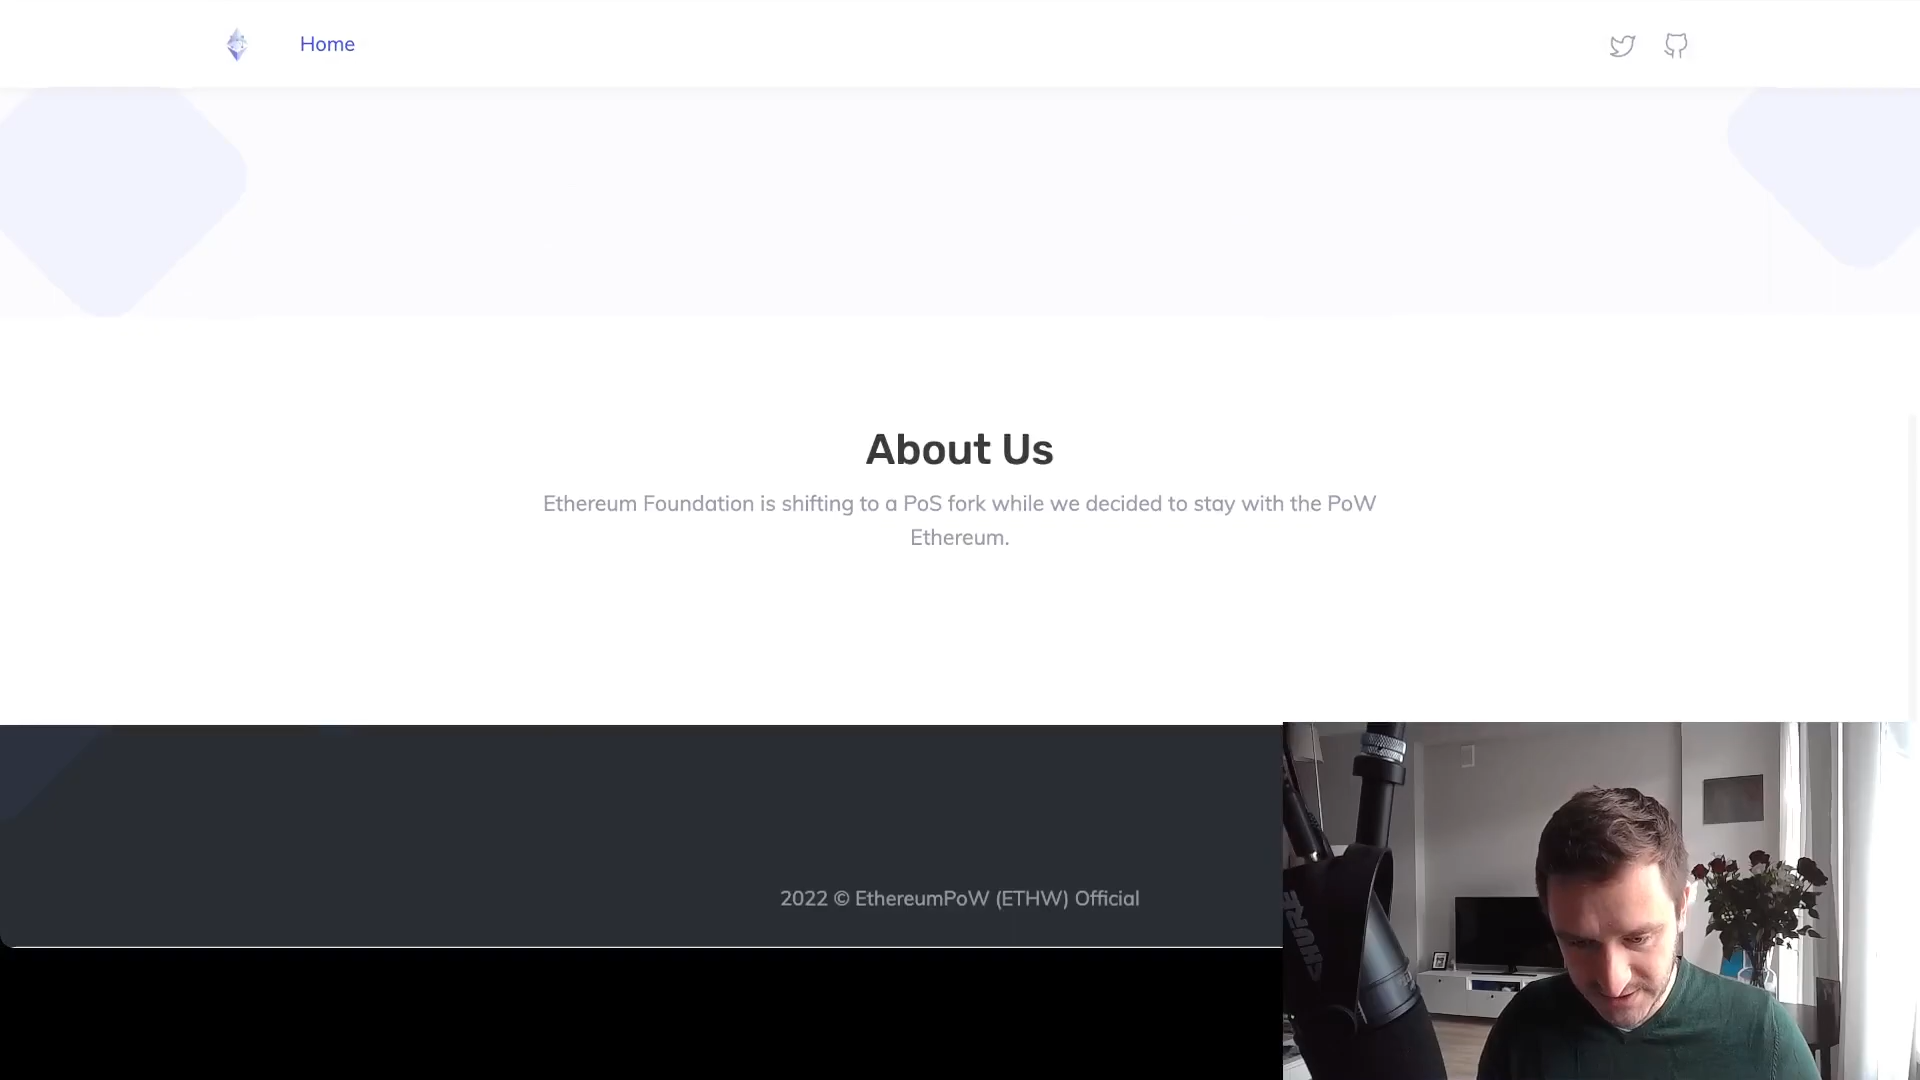 Home
About Us
Ethereum Foundation is shifting to a PoS fork while we decided to stay with the PoW
Ethereum.
2022 © EthereumPoW (ETHW) Official
SHURE